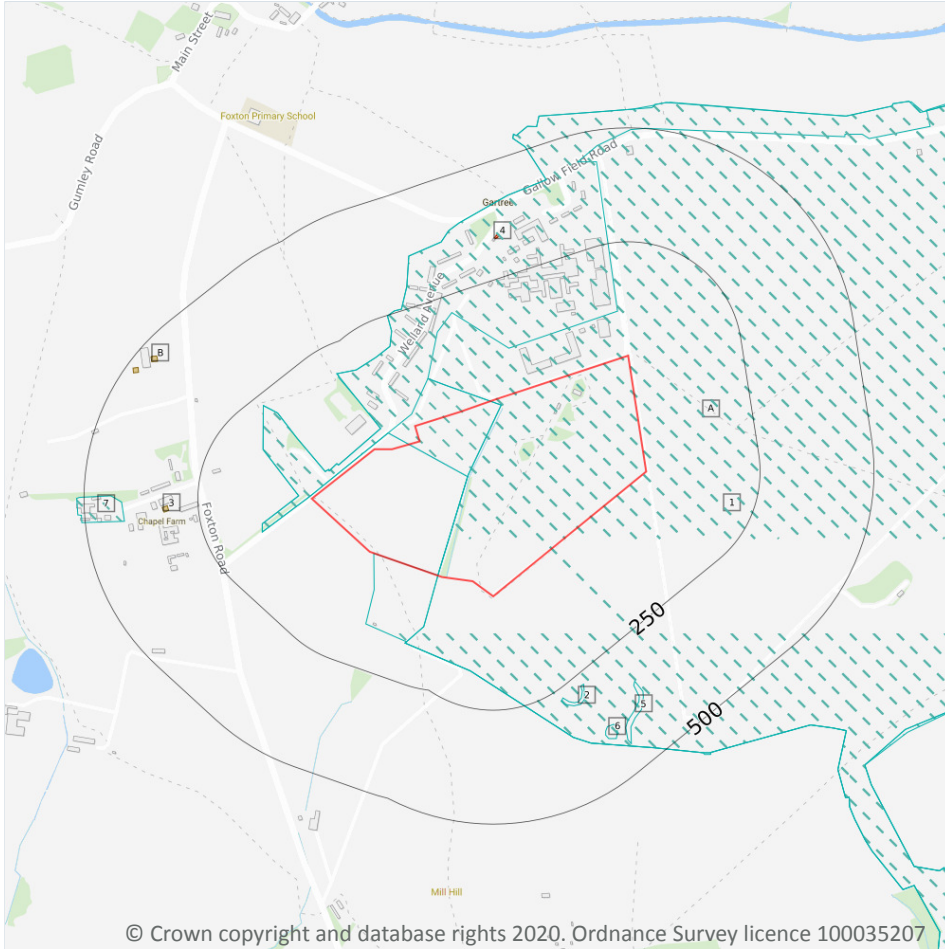 Main Street
Foxton Primary School
Gumley Road
Gallow Field Road
Gartree
4
Welland Avenue
B
A
7
3
1
Chapel Farm
Foxton Road
250
2
5
500
6
Mill Hill
© Crown copyright and database rights 2020. Ordnance Survey licence 100035207